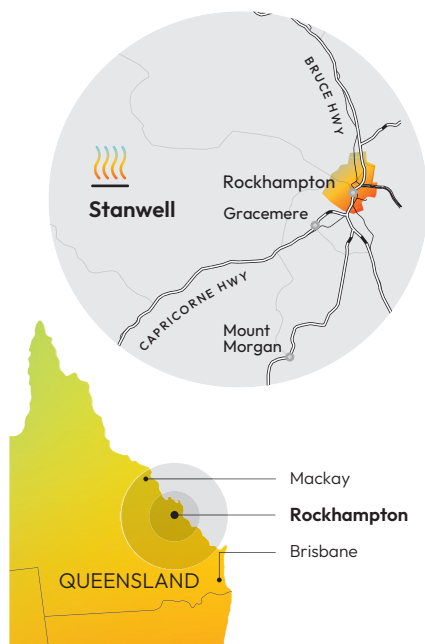 BRUCE HWY
Rockhampton
Stanwell
Gracemere
CAPRICORNE HWY
Mount
Morgan
Mackay
Rockhampton
Brisbane
QUEENSLAND